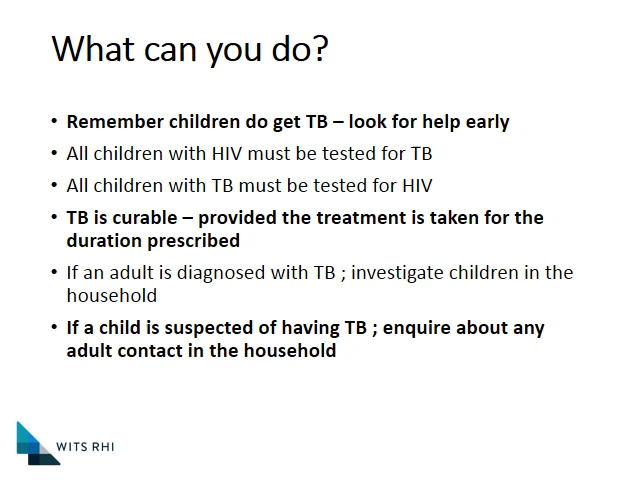 What can you do?
• Remember children do get TB – look for help early
• All children with HIV must be tested for TB
• All children with TB must be tested for HIV
• TB is curable – provided the treatment is taken for the
duration prescribed
• If an adult is diagnosed with TB ; investigate children in the
household
• If a child is suspected of having TB ; enquire about any
adult contact in the household
WITS RHI